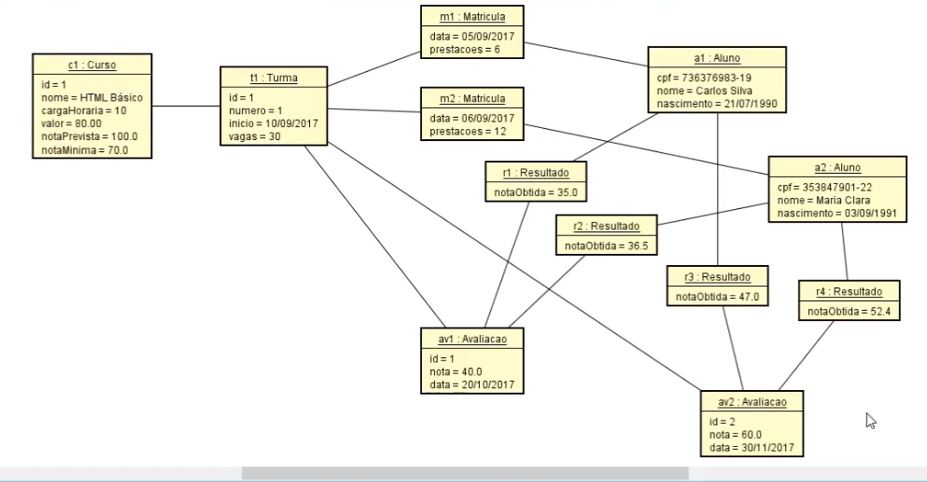 m1 : Matricula
data = 05/09/2017
prestacoes = 6
c1 : Curso
id = 1
nome = HTML Básico
cargaHoraria = 10
valor = 80.00
notaPrevista = 100.0
notaMinima = 70.0
t1 : Turma
id = 1
numero = 1
inicio = 10/09/2017
vagas = 30
a1 : Aluno
cpf = 736376983-19
nome = Carlos Silva
nascimento = 21/07/1990
m2 : Matricula
data = 06/09/2017
prestacoes = 12
r1 : Resultado
notaObtida = 35.0
a2 : Aluno
cpf = 353847901-22
nome = Maria Clara
nascimento = 03/09/1991
r2 : Resultado
notaObtida = 36.5
r3 : Resultado
notaObtida = 47.0
r4 : Resultado
notaObtida = 52.4
av1 : Avaliacao
id = 1
nota = 40.0
data = 20/10/2017
av2 : Avaliacao
id = 2
nota = 60.0
data = 30/11/2017